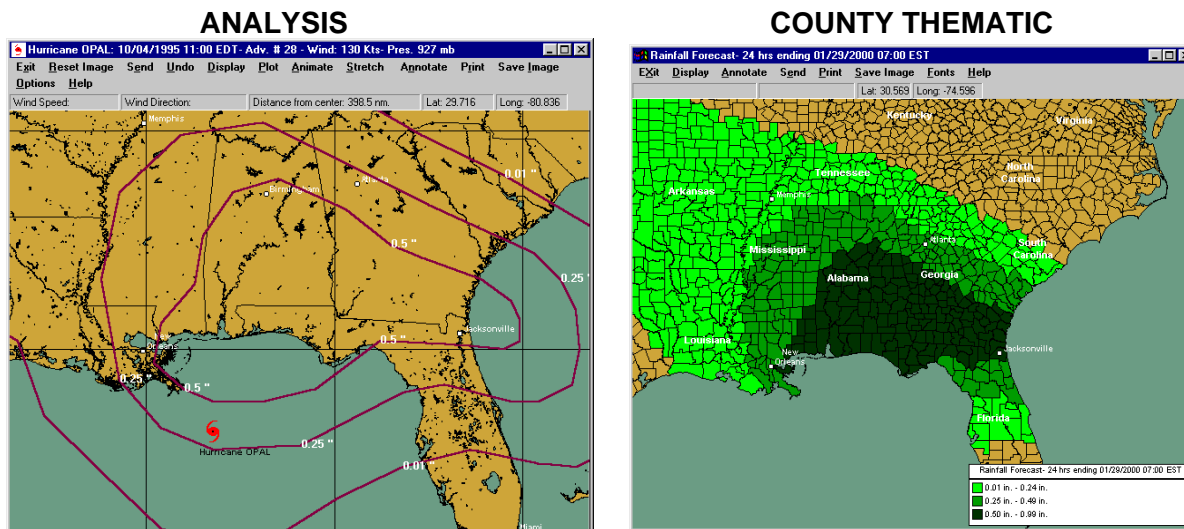 ANALYSIS
Hurricane OPAL: 10/04/1995 11:00 EDT- Adv. # 28 - Wind: 130 Kts- Pres. 927 mb
Exit Reset Image Send Undo Display Plot Animate Stretch Annotate Print Save Image
Options Help
Wind Speed: Wind Direction: Distance from center: 398.5 nm. Lat: 29.716 Long: -80.836
Memphis
0.01 "
Atlanta
Birmingham
0.5 "
0.25 "
Jacksonville
New
Orleans
0.5 "
0.25 "
0.5 "
Hurricane OPAL
0.25 "
0.01 "
Miami
COUNTY THEMATIC
Rainfall Forecast- 24 hrs ending 01/29/2000 07:00 EST
EXit Display Annotate Send Print Save Image Fonts Help
Lat: 30.569 Long: -74.596
Kentucky
Virginia
North
Carolina
Tennessee
Arkansas
Memphis
Atlanta
South
Carolina
Mississippi
Alabama
Georgia
Louisiana
New
Orleans
Jacksonville
Florida
Rainfall Forecast- 24 hrs ending 01/29/2000 07:00 EST
0.01 in. - 0.24 in.
0.25 in. - 0.49 in.
0.50 in. - 0.99 in.